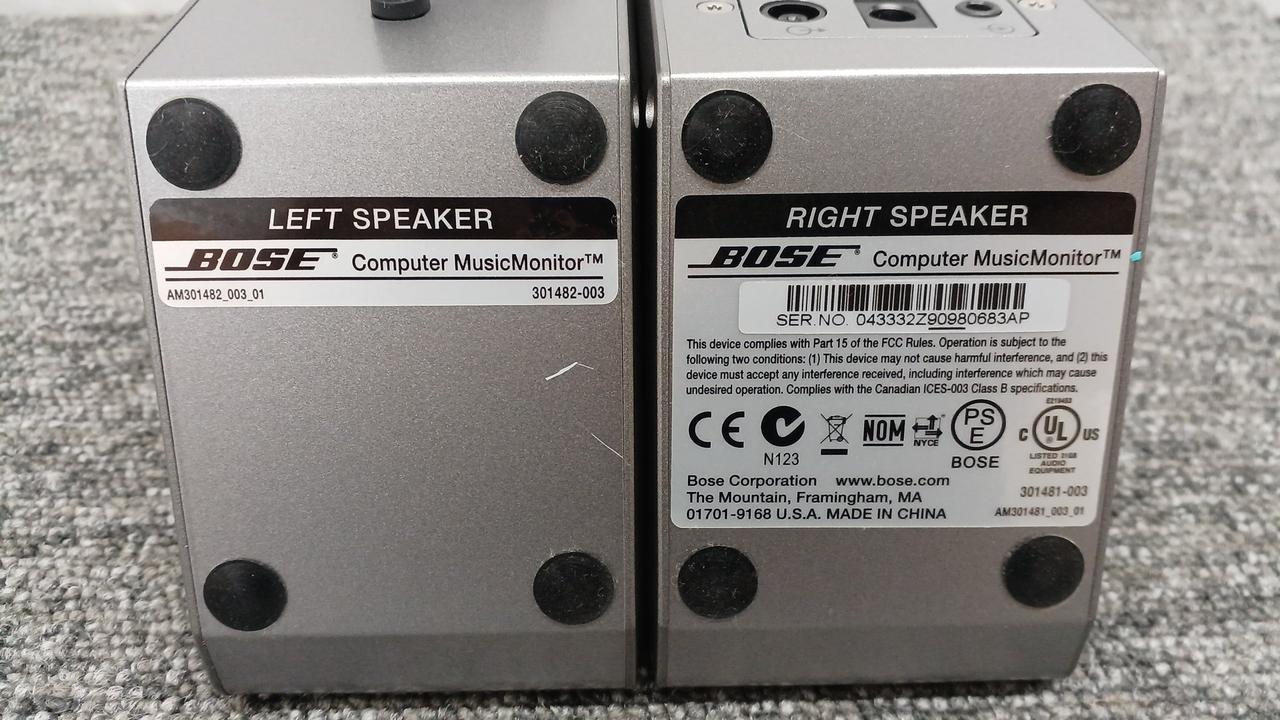 LEFT SPEAKER
BOSE® Computer MusicMonitor™
AM301482_003_01 301482-003
RIGHT SPEAKER
BOSE® Computer MusicMonitor™
SER.NO. 043332Z90980683AP
This device complies with Part 15 of the FCC Rules. Operation is subject to the
following two conditions: (1) This device may not cause harmful interference, and (2) this
device must accept any interference received, including interference which may cause
undesired operation. Complies with the Canadian ICES-003 Class B specifications.
CE N123 NOM NYCE PSE BOSE
E219483
C UL® US
LISTED 3108
AUDIO
EQUIPMENT
Bose Corporation www.bose.com
The Mountain, Framingham, MA
01701-9168 U.S.A. MADE IN CHINA
301481-003
AM301481_003_01